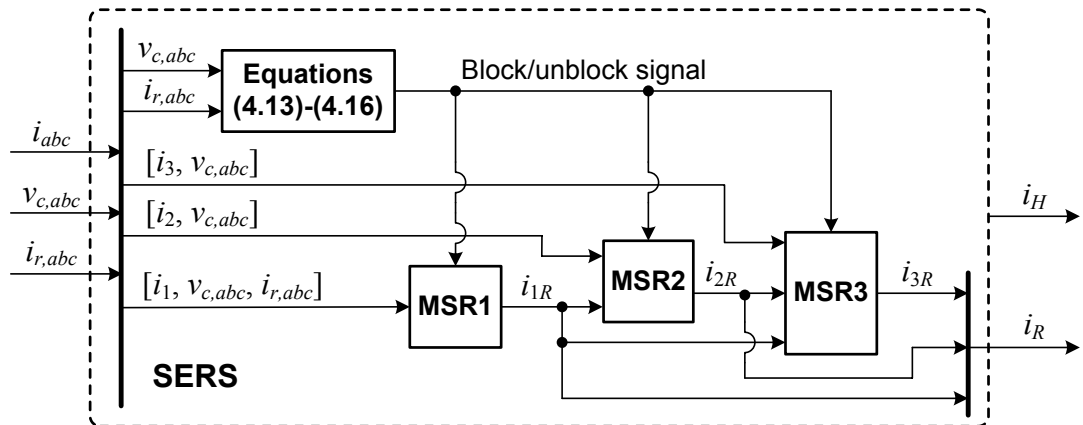 v_{c,abc}
Equations
(4.13)-(4.16)
i_{r,abc}
Block/unblock signal
i_{abc}
[i_3, v_{c,abc}]
v_{c,abc}
[i_2, v_{c,abc}]
i_H
i_{r,abc}
[i_1, v_{c,abc}, i_{r,abc}]
MSR1
i_{1R}
MSR2
i_{2R}
MSR3
i_{3R}
i_R
SERS